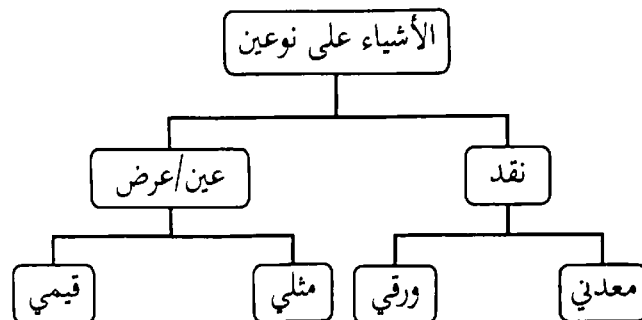 الأشياء على نوعين
نقد
عين/عرض
معدني
ورقي
مثلي
قيمي